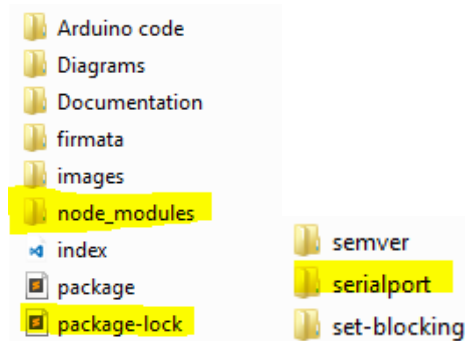 Arduino code
Diagrams
Documentation
firmata
images
node_modules
index
package
package-lock
semver
serialport
set-blocking